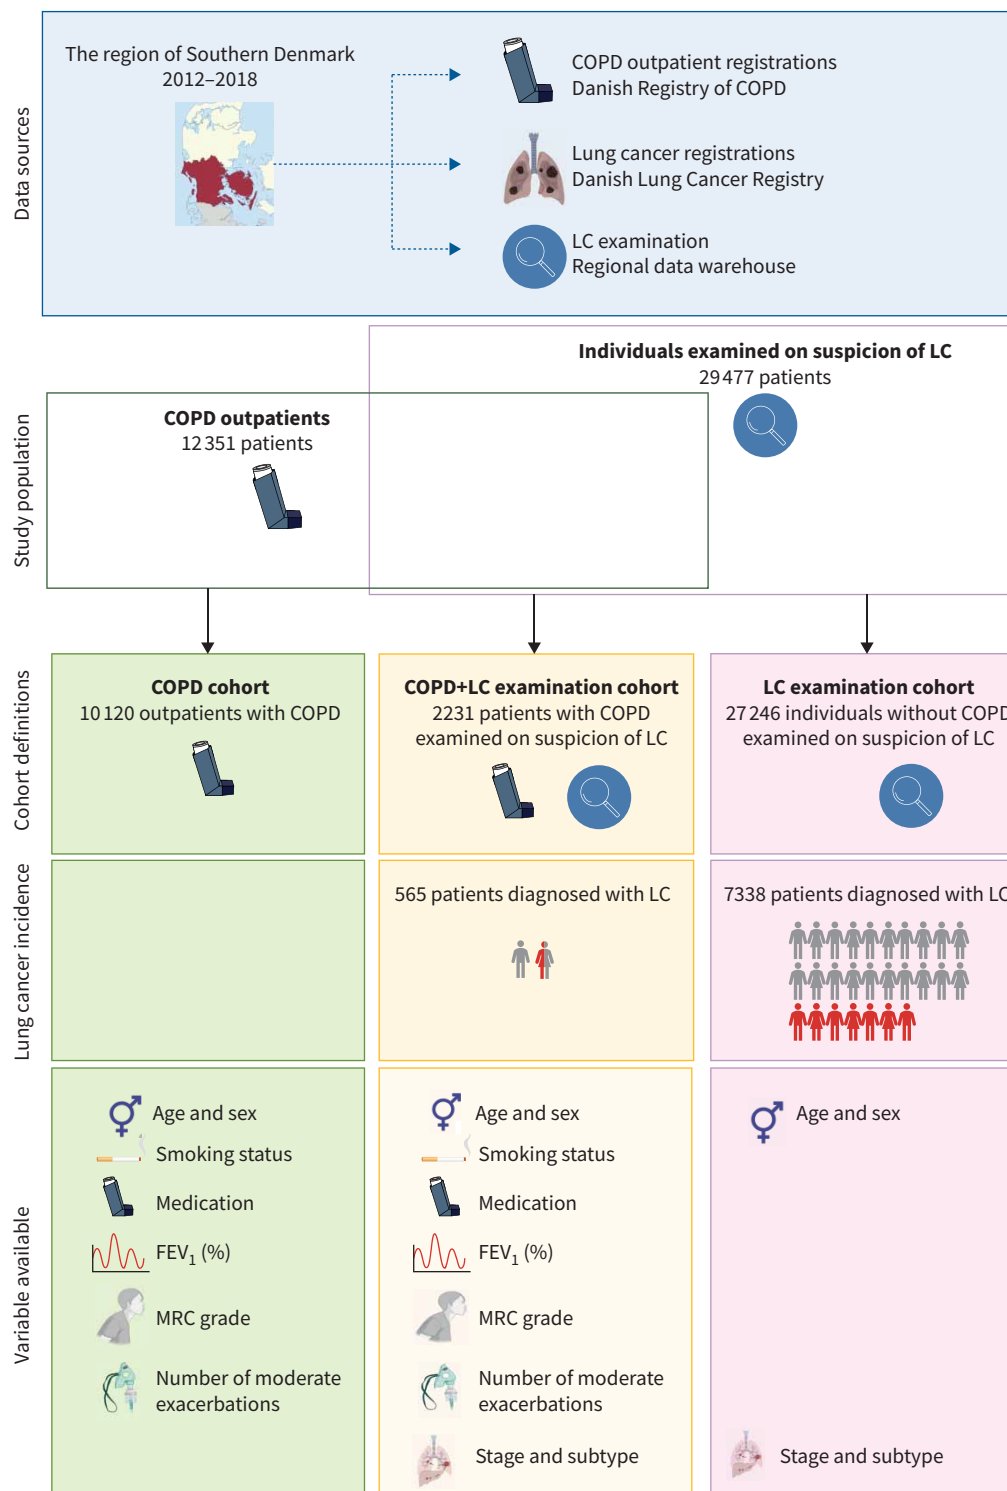 Data sources
The region of Southern Denmark
2012–2018
COPD outpatient registrations
Danish Registry of COPD
Lung cancer registrations
Danish Lung Cancer Registry
LC examination
Regional data warehouse
Study population
Individuals examined on suspicion of LC
29 477 patients
COPD outpatients
12 351 patients
Cohort definitions
COPD cohort
10 120 outpatients with COPD
COPD+LC examination cohort
2231 patients with COPD
examined on suspicion of LC
LC examination cohort
27 246 individuals without COPD
examined on suspicion of LC
Lung cancer incidence
565 patients diagnosed with LC
7338 patients diagnosed with LC
Variable available
Age and sex
Smoking status
Medication
FEV1 (%)
MRC grade
Number of moderate
exacerbations
Age and sex
Smoking status
Medication
FEV1 (%)
MRC grade
Number of moderate
exacerbations
Stage and subtype
Age and sex
Stage and subtype